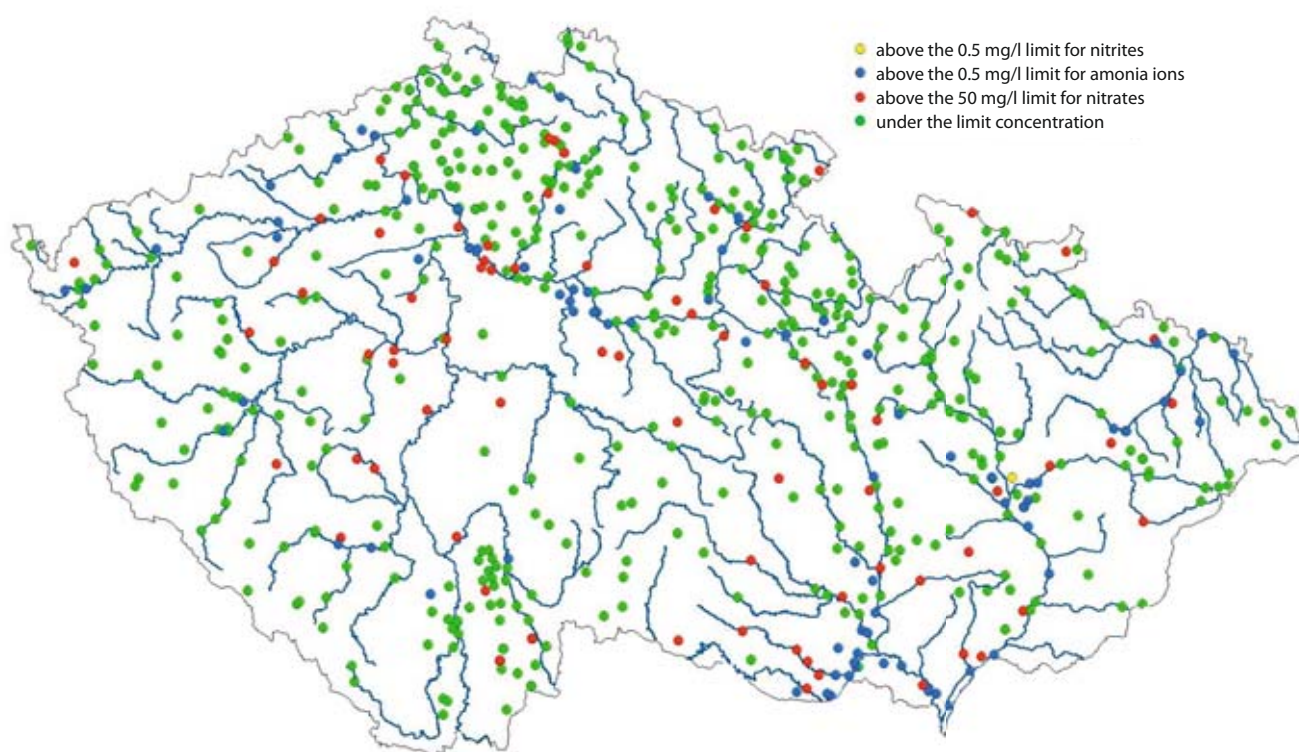 above the 0.5 mg/l limit for nitrites
above the 0.5 mg/l limit for amonia ions
above the 50 mg/l limit for nitrates
under the limit concentration